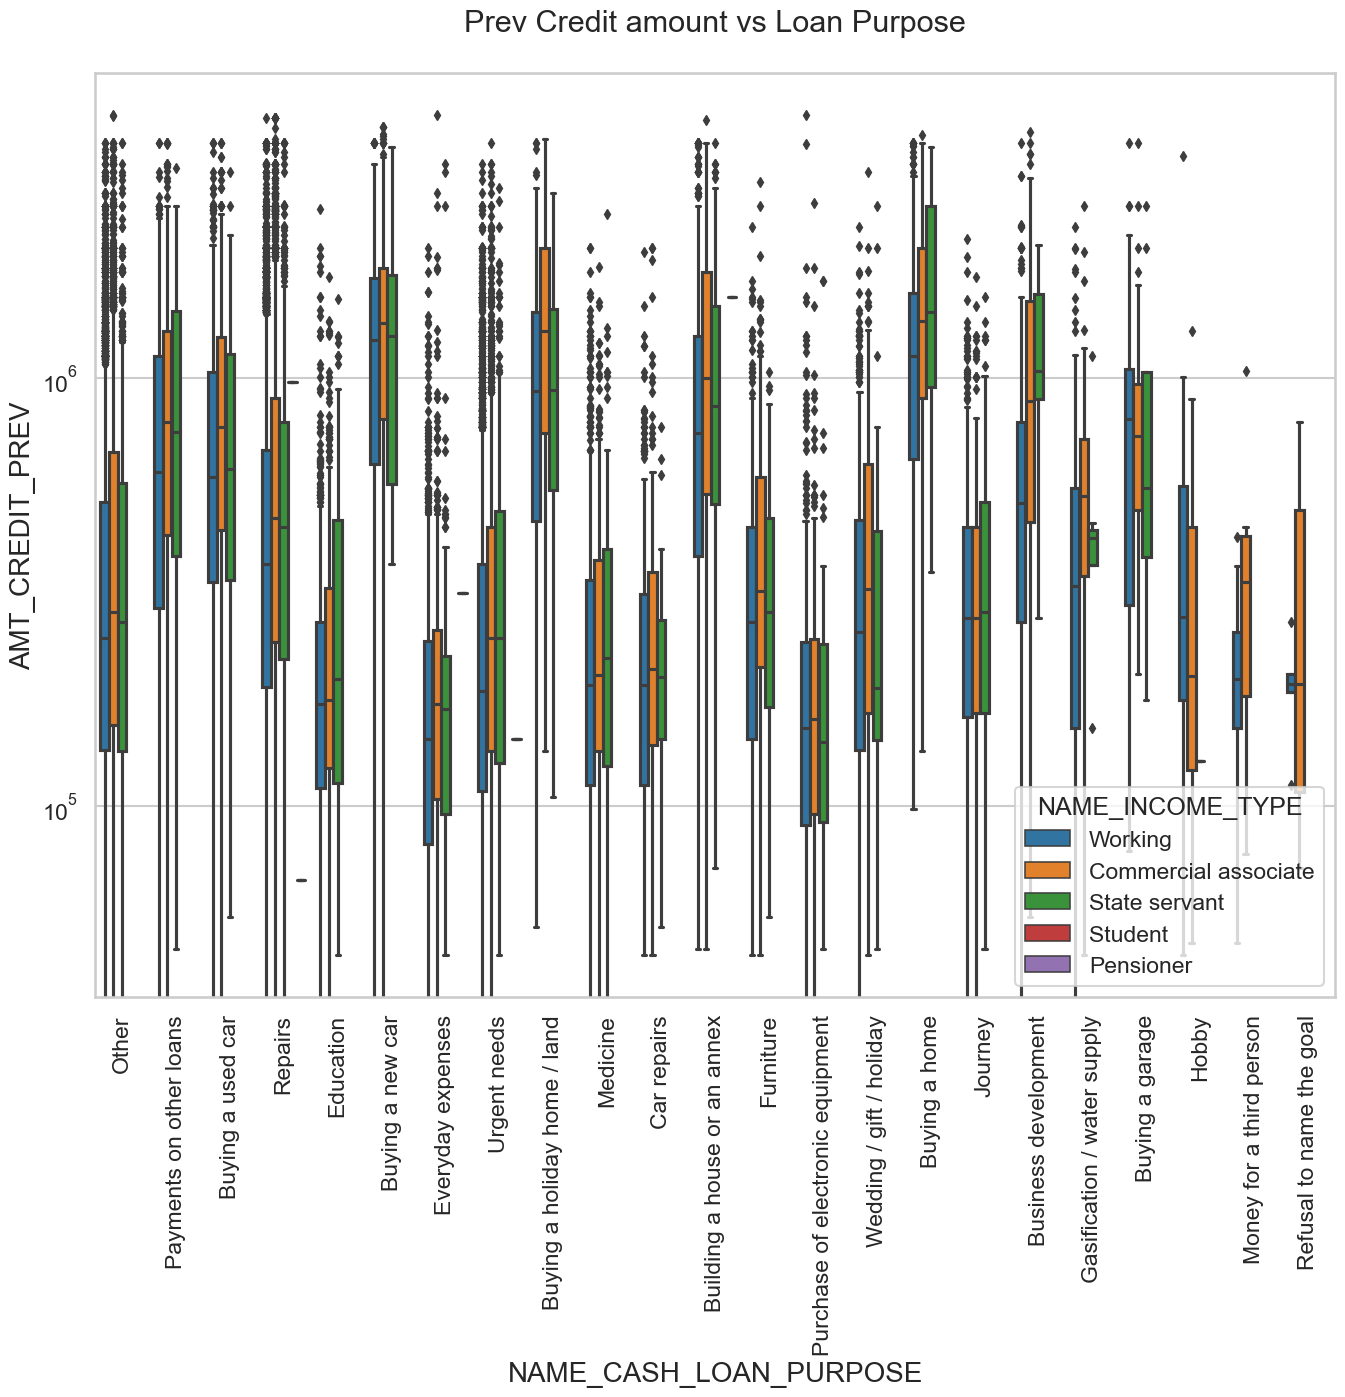 Prev Credit amount vs Loan Purpose
AMT_CREDIT_PREV
10^6
10^5
NAME_INCOME_TYPE
Working
Commercial associate
State servant
Student
Pensioner
Other
Payments on other loans
Buying a used car
Repairs
Education
Buying a new car
Everyday expenses
Urgent needs
Buying a holiday home / land
Medicine
Car repairs
Building a house or an annex
Furniture
Purchase of electronic equipment
Wedding / gift / holiday
Buying a home
Journey
Business development
Gasification / water supply
Buying a garage
Hobby
Money for a third person
Refusal to name the goal
NAME_CASH_LOAN_PURPOSE